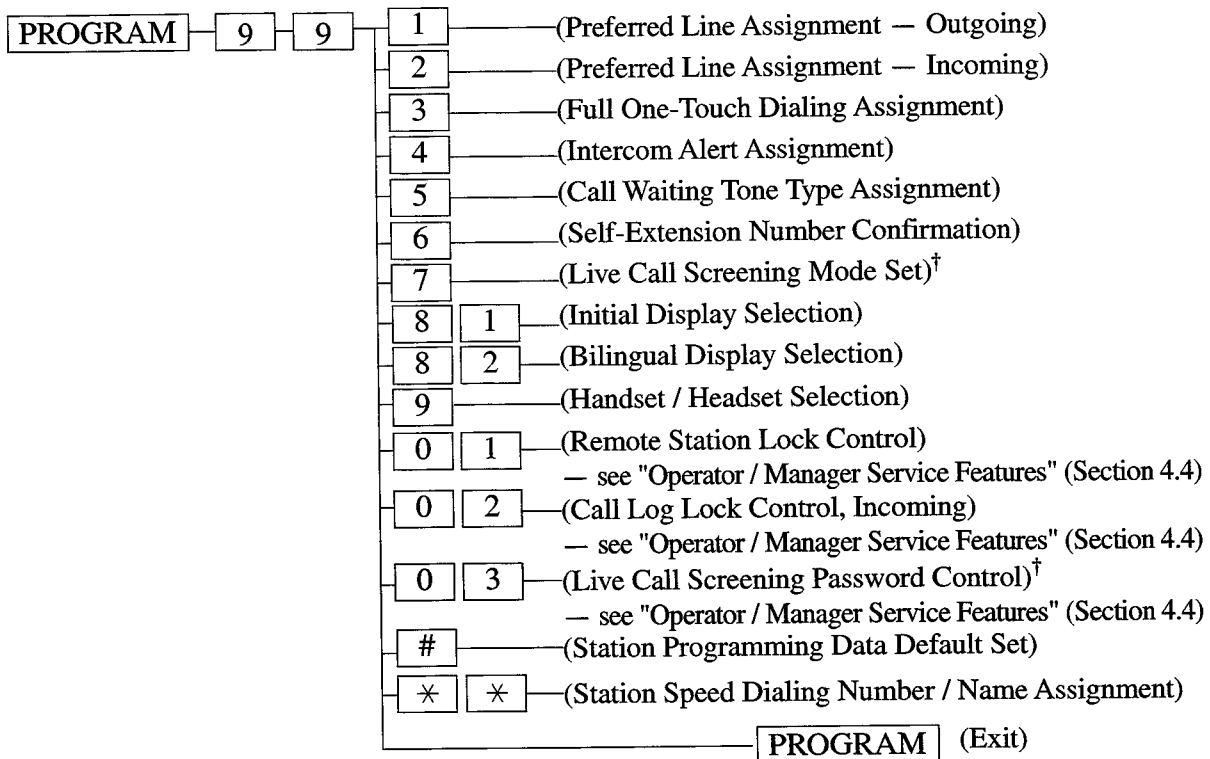 PROGRAM 9 9 1 (Preferred Line Assignment — Outgoing)
2 (Preferred Line Assignment — Incoming)
3 (Full One-Touch Dialing Assignment)
4 (Intercom Alert Assignment)
5 (Call Waiting Tone Type Assignment)
6 (Self-Extension Number Confirmation)
7 (Live Call Screening Mode Set)†
8 1 (Initial Display Selection)
8 2 (Bilingual Display Selection)
9 (Handset / Headset Selection)
0 1 (Remote Station Lock Control)
— see "Operator / Manager Service Features" (Section 4.4)
0 2 (Call Log Lock Control, Incoming)
— see "Operator / Manager Service Features" (Section 4.4)
0 3 (Live Call Screening Password Control)†
— see "Operator / Manager Service Features" (Section 4.4)
# (Station Programming Data Default Set)
* * (Station Speed Dialing Number / Name Assignment)
PROGRAM (Exit)